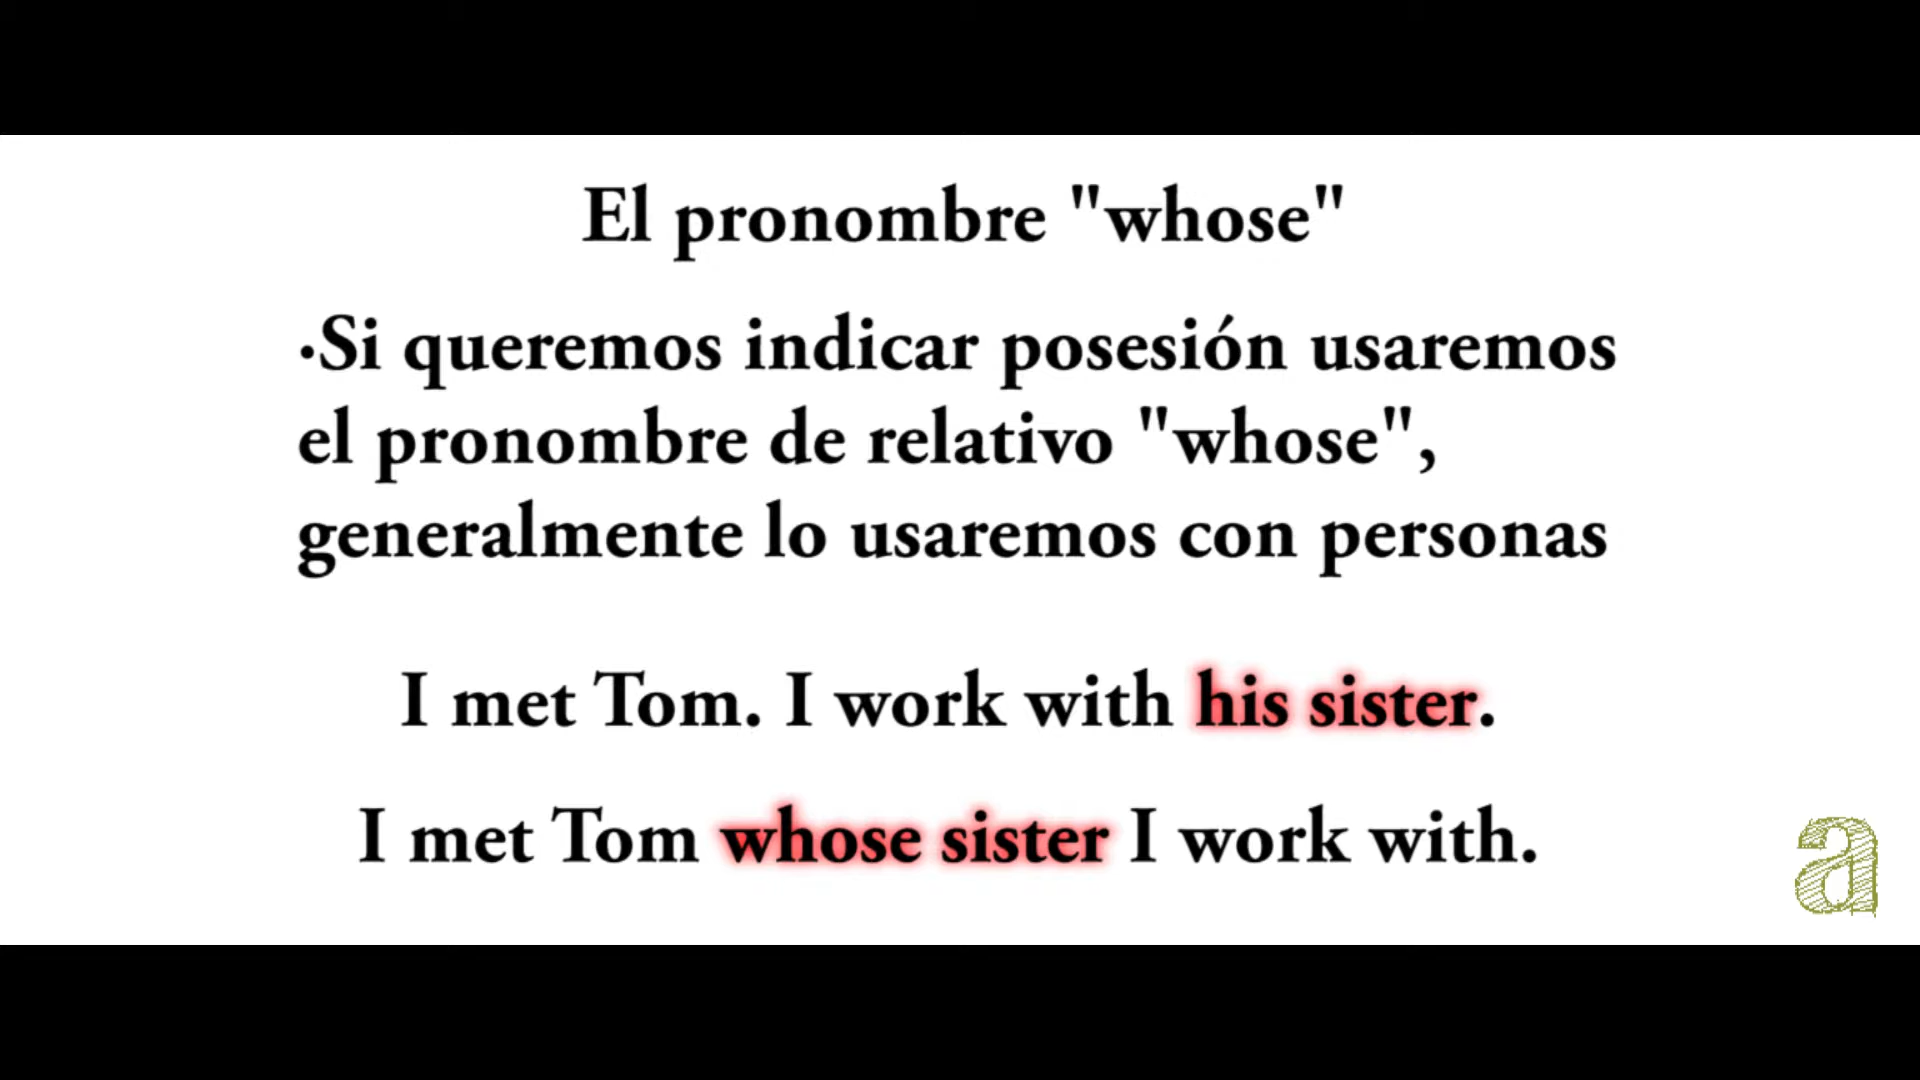 El pronombre "whose"
·Si queremos indicar posesión usaremos
el pronombre de relativo "whose",
generalmente lo usaremos con personas
I met Tom. I work with his sister.
I met Tom whose sister I work with.
a